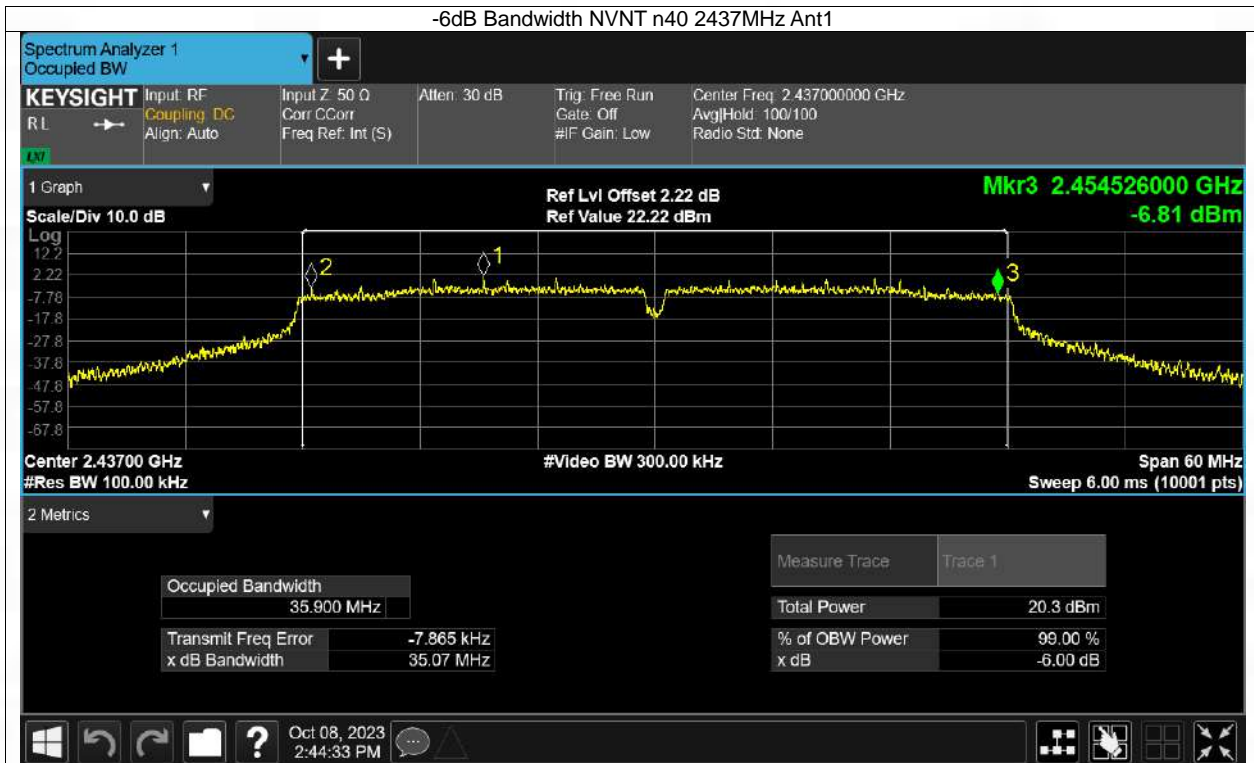 -6dB Bandwidth NVNT n40 2437MHz Ant1
Spectrum Analyzer 1
Occupied BW
+
KEYSIGHT
R L
LXI
Input: RF
Coupling: DC
Align: Auto
Input Z: 50 Ω
Corr CCorr
Freq Ref: Int (S)
Atten: 30 dB
Trig: Free Run
Gate: Off
#IF Gain: Low
Center Freq: 2.437000000 GHz
Avg|Hold: 100/100
Radio Std: None
1 Graph
Scale/Div 10.0 dB
Ref Lvl Offset 2.22 dB
Ref Value 22.22 dBm
Mkr3 2.454526000 GHz
-6.81 dBm
Log
12.2
2.22
-7.78
-17.8
-27.8
-37.8
-47.8
-57.8
-67.8
2
1
3
Center 2.43700 GHz
#Res BW 100.00 kHz
#Video BW 300.00 kHz
Span 60 MHz
Sweep 6.00 ms (10001 pts)
2 Metrics
Measure Trace Trace 1
Occupied Bandwidth
35.900 MHz
Total Power 20.3 dBm
Transmit Freq Error -7.865 kHz
% of OBW Power 99.00 %
x dB Bandwidth 35.07 MHz
x dB -6.00 dB
?
Oct 08, 2023
2:44:33 PM